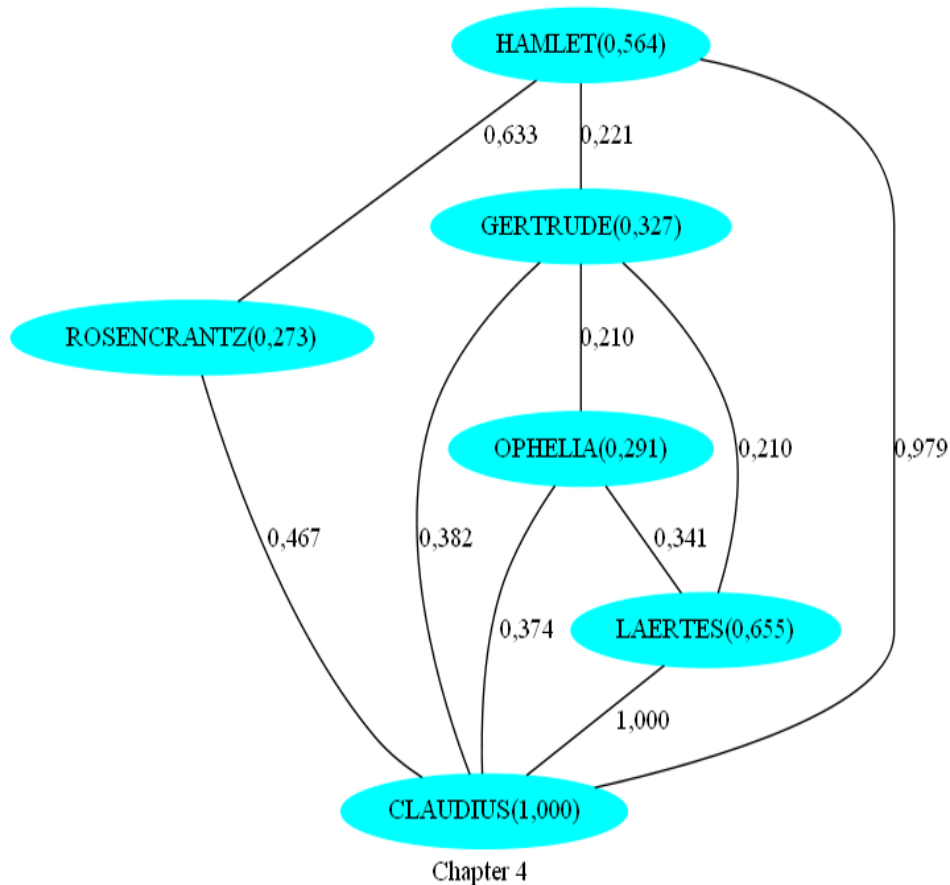 HAMLET(0,564)
0,633
0,221
GERTRUDE(0,327)
ROSENCRANTZ(0,273)
0,210
OPHELIA(0,291)
0,210
0,979
0,467
0,382
0,341
0,374
LAERTES(0,655)
1,000
CLAUDIUS(1,000)
Chapter 4